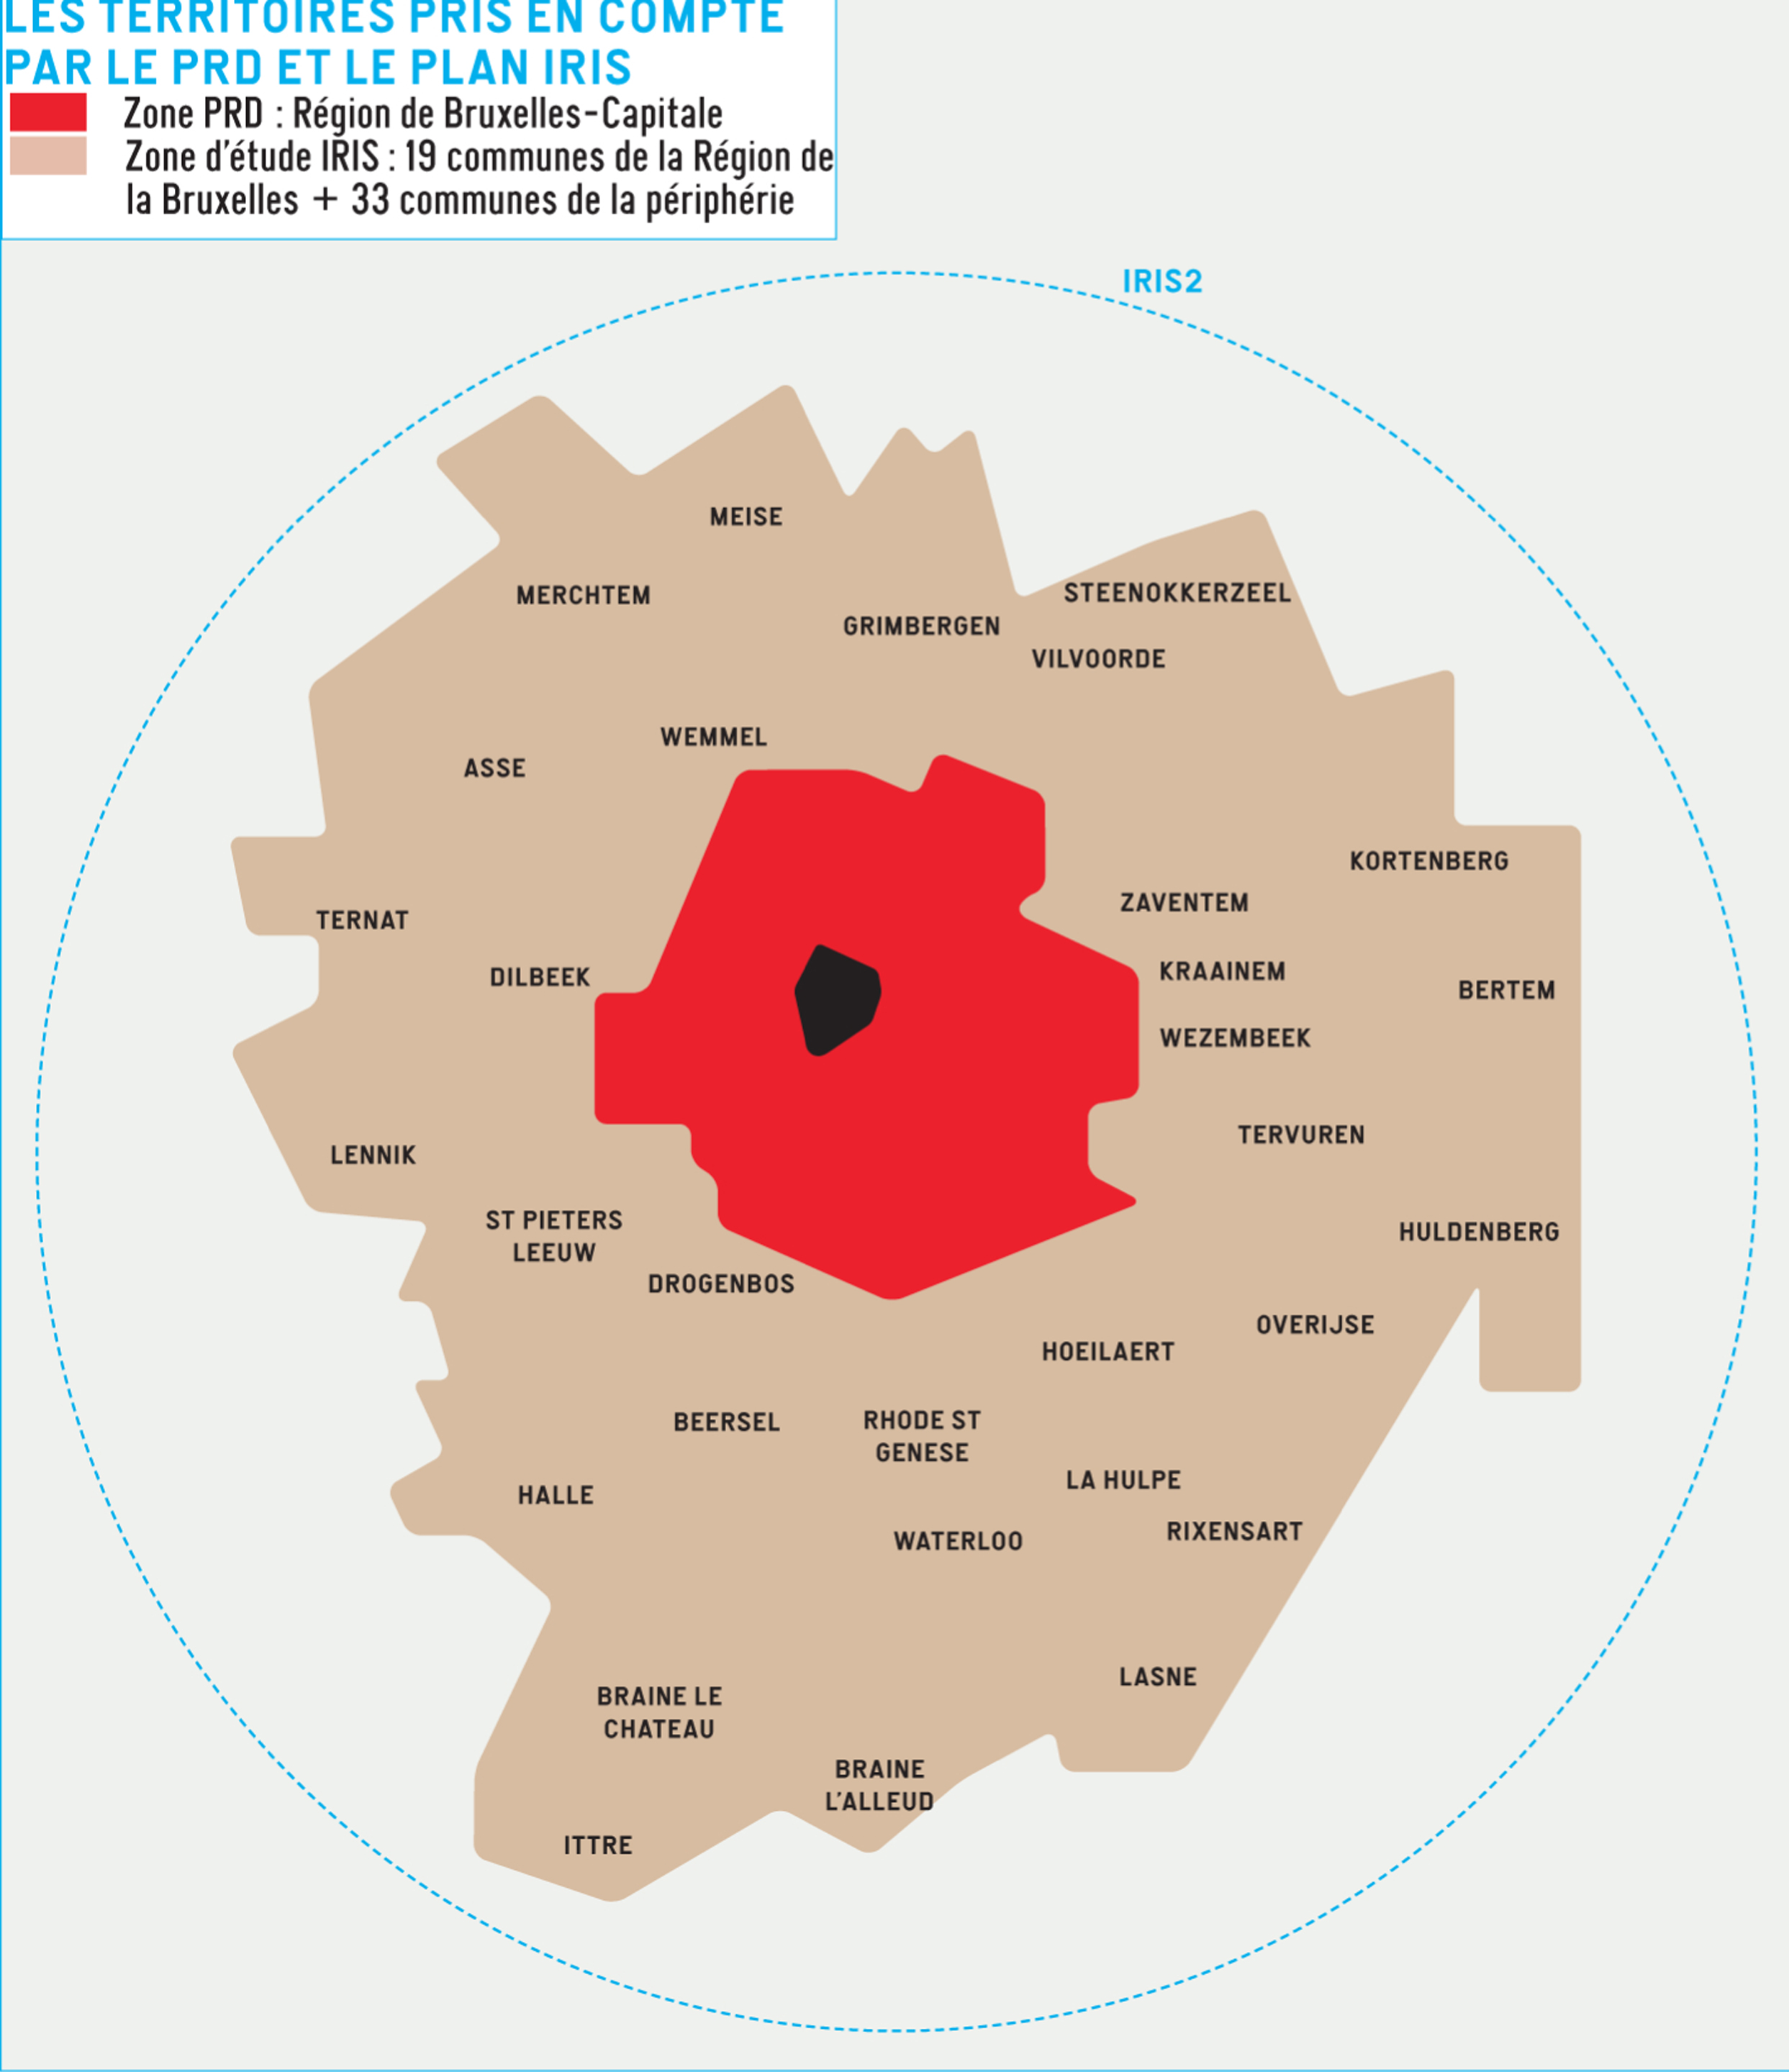 LES TERRITOIRES PRIS EN COMPTE
PAR LE PRD ET LE PLAN IRIS
Zone PRD : Région de Bruxelles-Capitale
Zone d'étude IRIS : 19 communes de la Région de
la Bruxelles + 33 communes de la périphérie
IRIS2
MEISE
MERCHTEM
STEENOKKERZEEL
GRIMBERGEN
VILVOORDE
WEMMEL
ASSE
KORTENBERG
ZAVENTEM
TERNAT
DILBEEK
KRAAINEM
BERTEM
WEZEMBEEK
TERVUREN
LENNIK
ST PIETERS
LEEUW
HULDENBERG
DROGENBOS
OVERIJSE
HOEILAERT
BEERSEL
RHODE ST
GENESE
LA HULPE
HALLE
RIXENSART
WATERLOO
LASNE
BRAINE LE
CHATEAU
BRAINE
L'ALLEUD
ITTRE